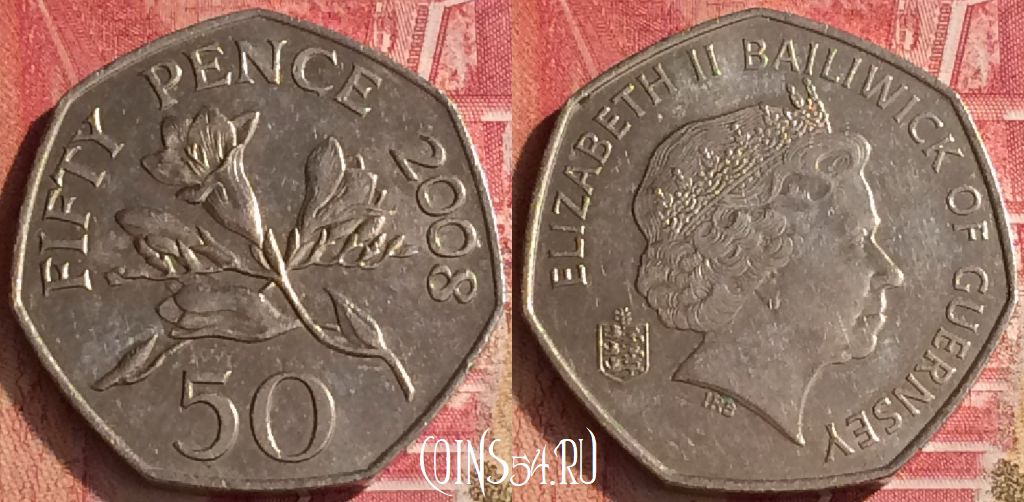 FIFTY PENCE 2008
50
ELIZABETH II BAILIWICK OF GUERNSEY
IRB
COINS54.RU